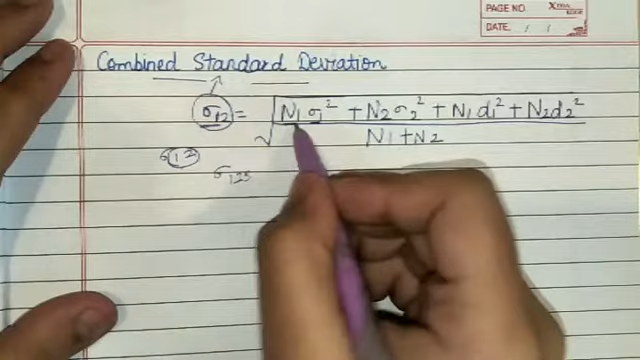 PAGE NO.
DATE. / /
Combined Standard Deviation
σ₁₂ = √ N₁σ₁² + N₂σ₂² + N₁d₁² + N₂d₂²
N₁ + N₂
σ₁₂
σ₁₂₃